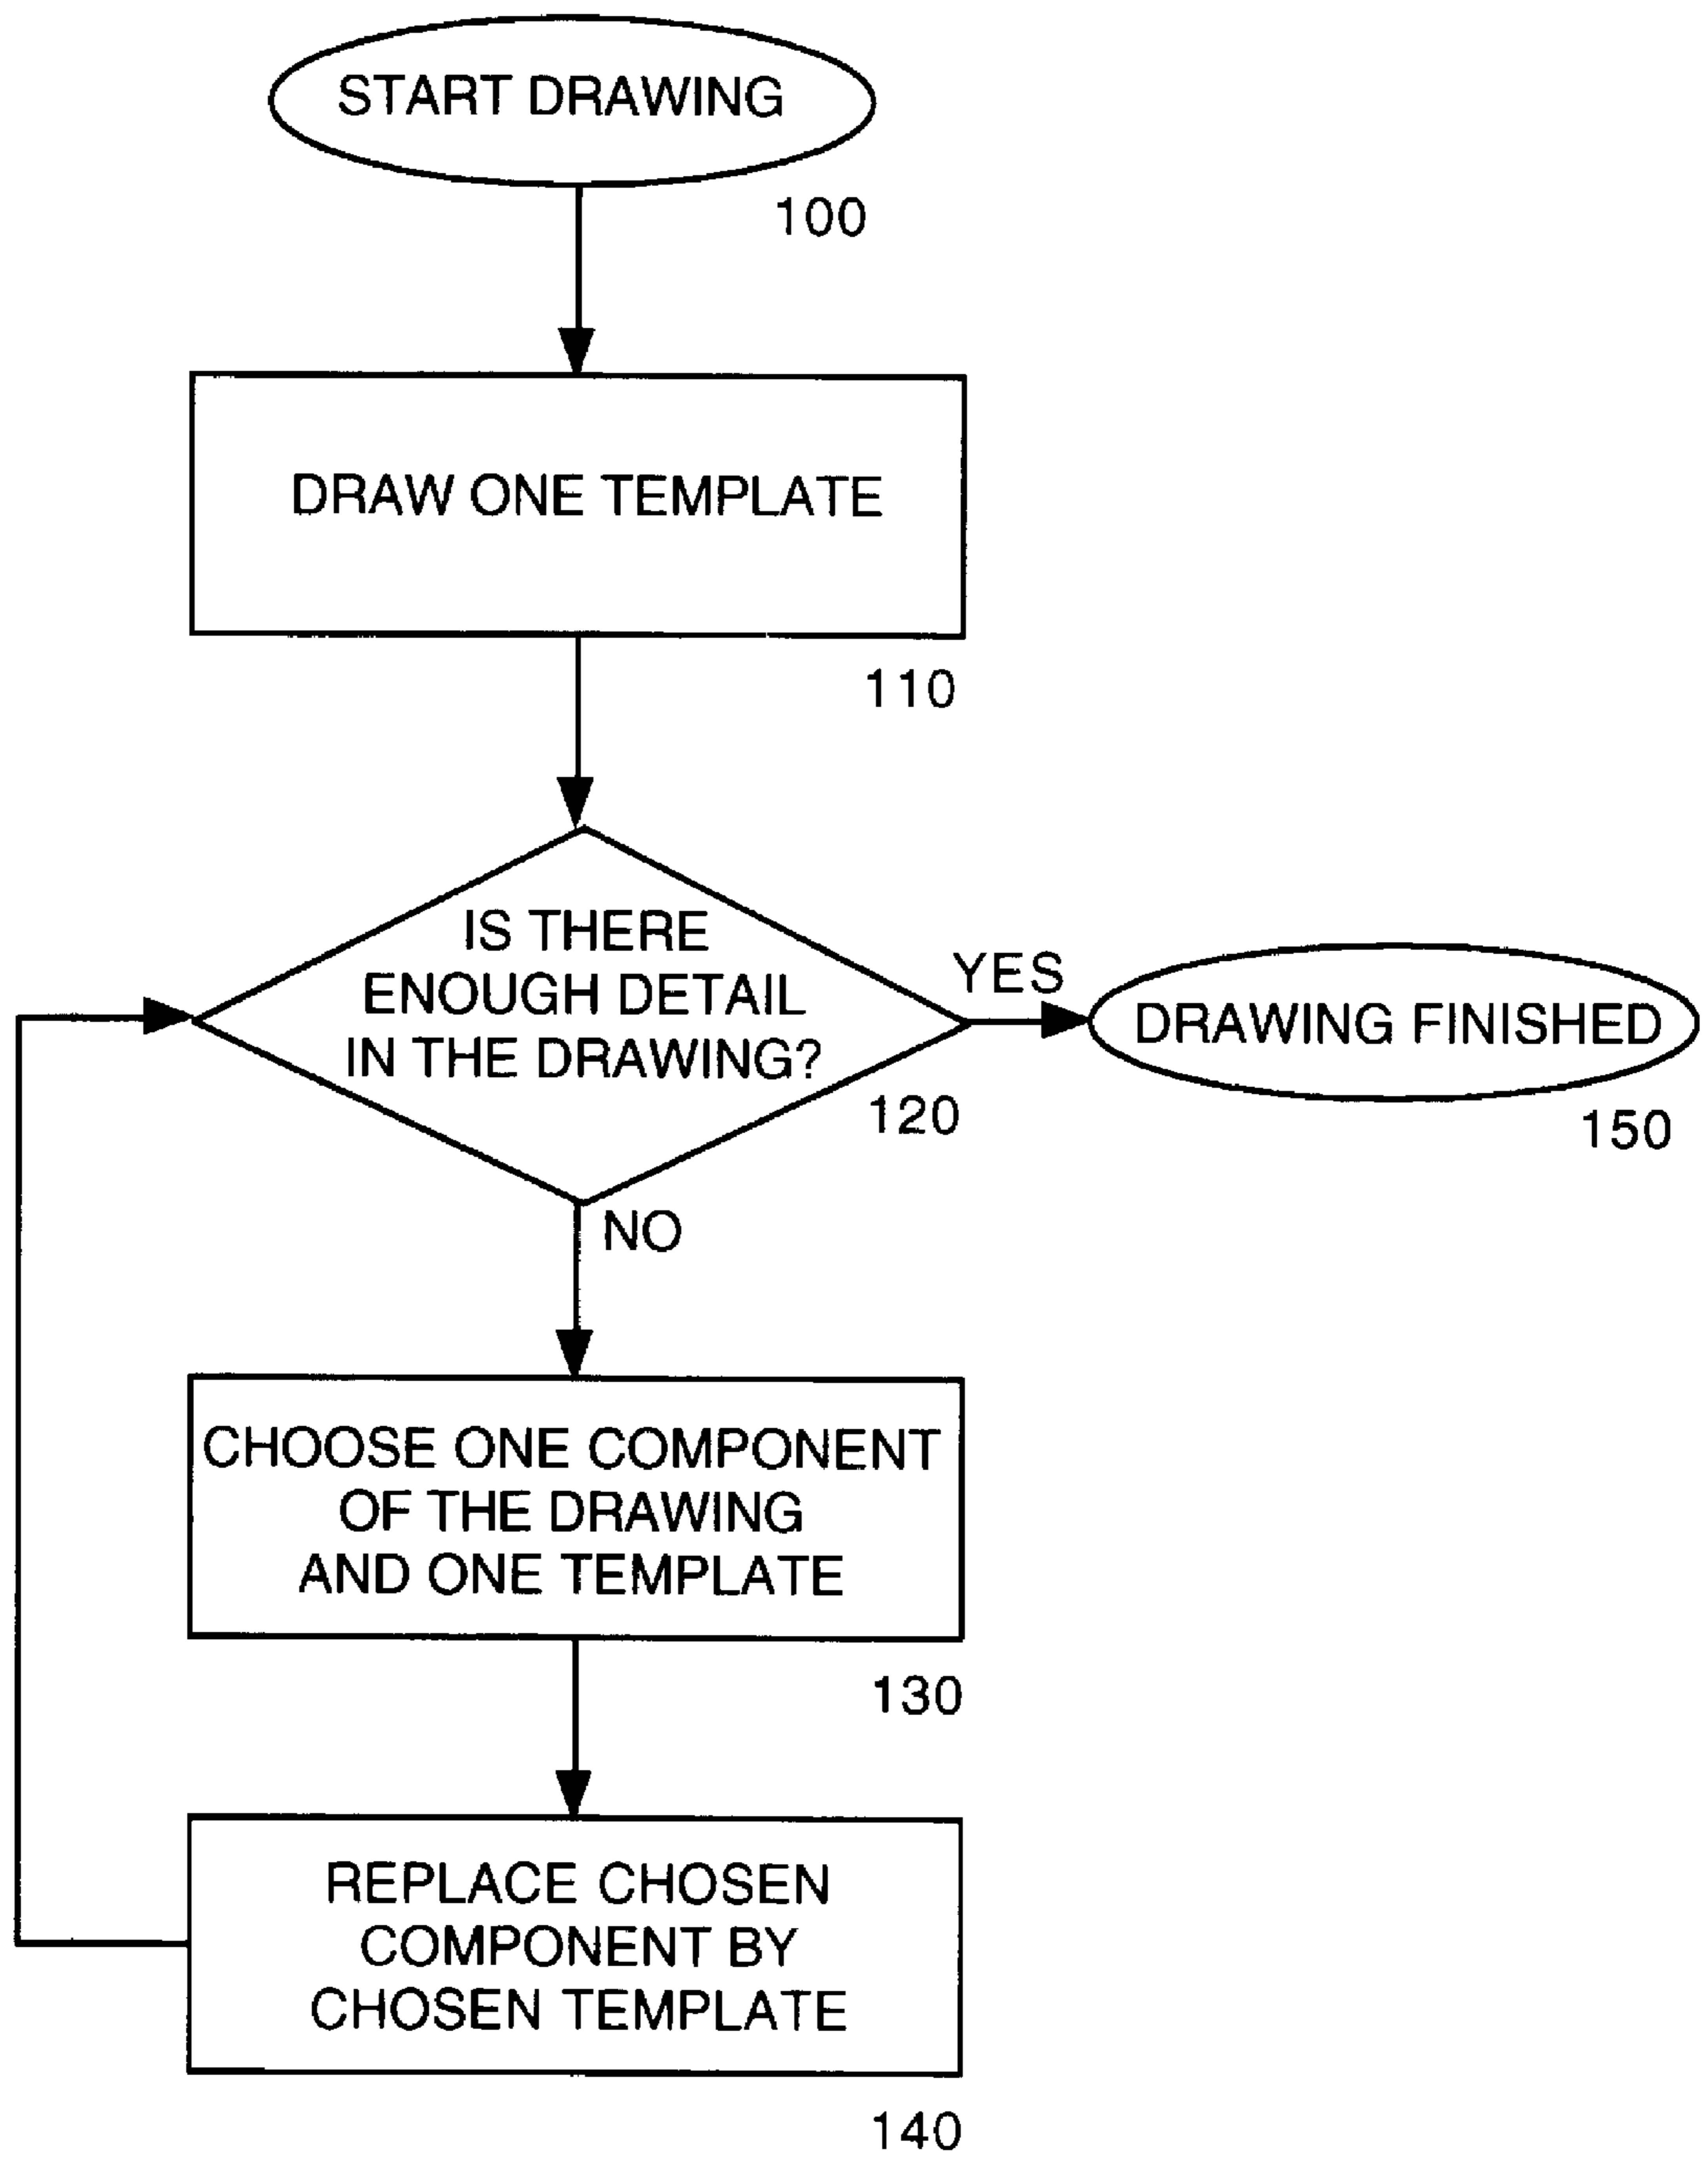 START DRAWING
100
DRAW ONE TEMPLATE
110
IS THERE
ENOUGH DETAIL
IN THE DRAWING?
120
YES
DRAWING FINISHED
150
NO
CHOOSE ONE COMPONENT
OF THE DRAWING
AND ONE TEMPLATE
130
REPLACE CHOSEN
COMPONENT BY
CHOSEN TEMPLATE
140